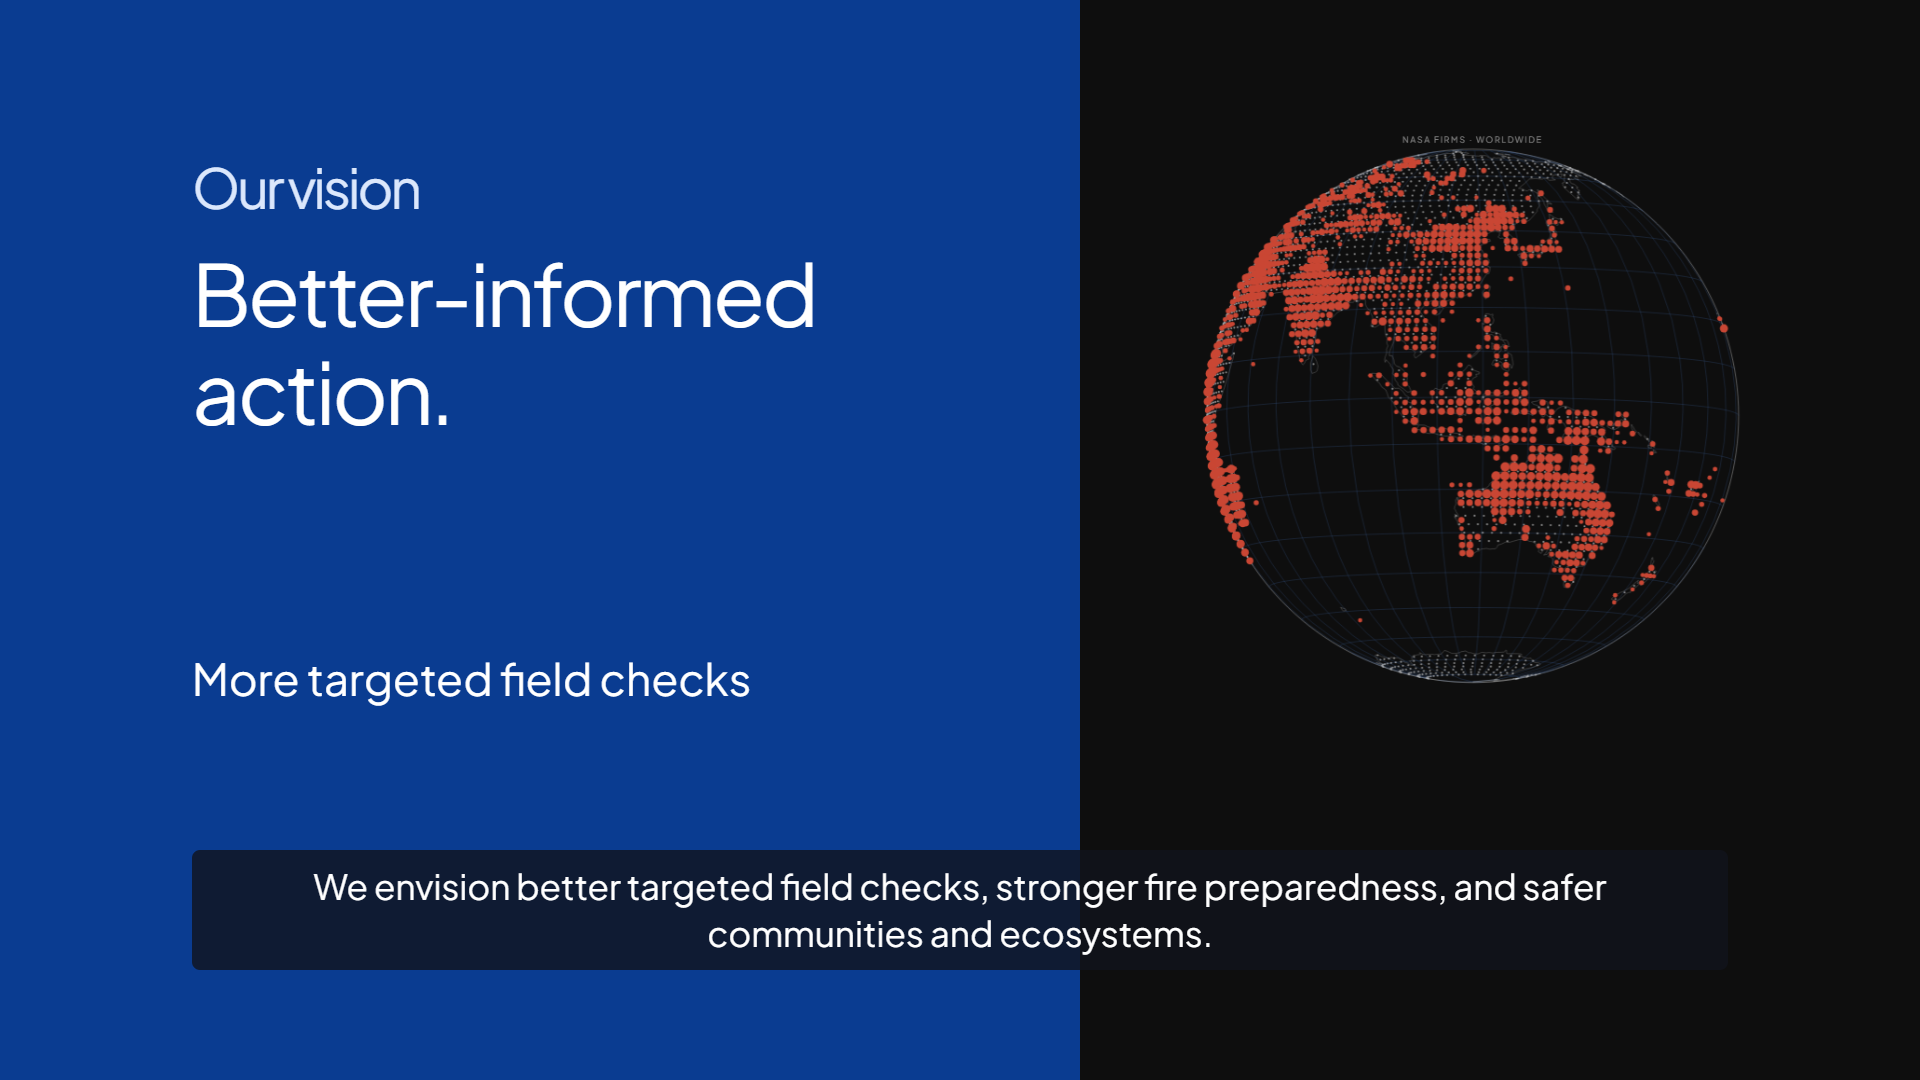 Our vision
Better-informed
action.
More targeted field checks
NASA FIRMS · WORLDWIDE
We envision better targeted field checks, stronger fire preparedness, and safer
communities and ecosystems.